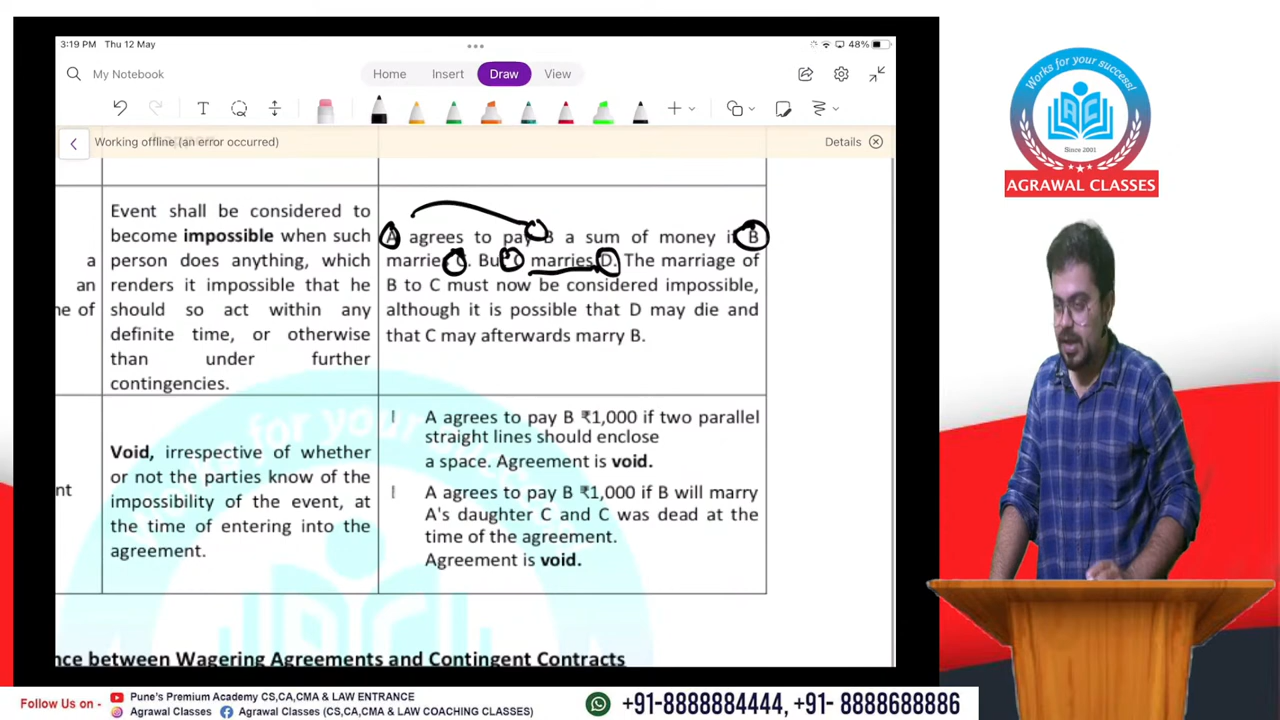 3:19 PM Thu 12 May
48%
My Notebook
Home Insert Draw View
Working offline (an error occurred)
Details
Event shall be considered to
become impossible when such
person does anything, which
renders it impossible that he
should so act within any
definite time, or otherwise
than under further
contingencies.
a
an
ne of
A agrees to pay B a sum of money if B
marries C. But C marries D. The marriage of
B to C must now be considered impossible,
although it is possible that D may die and
that C may afterwards marry B.
nt
Void, irrespective of whether
or not the parties know of the
impossibility of the event, at
the time of entering into the
agreement.
A agrees to pay B ₹1,000 if two parallel
straight lines should enclose
a space. Agreement is void.
A agrees to pay B ₹1,000 if B will marry
A's daughter C and C was dead at the
time of the agreement.
Agreement is void.
nce between Wagering Agreements and Contingent Contracts
Works for your success!
AC
Since 2001
AGRAWAL CLASSES
Follow Us on -
Pune's Premium Academy CS,CA,CMA & LAW ENTRANCE
Agrawal Classes
Agrawal Classes (CS,CA,CMA & LAW COACHING CLASSES)
+91-8888884444, +91- 8888688886